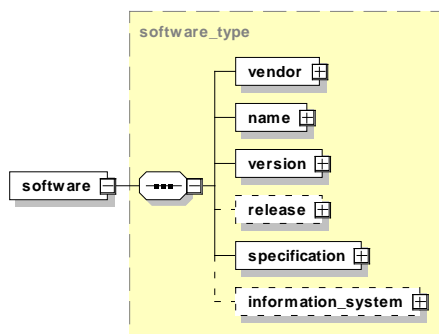 software_type
vendor
name
version
software
release
specification
information_system